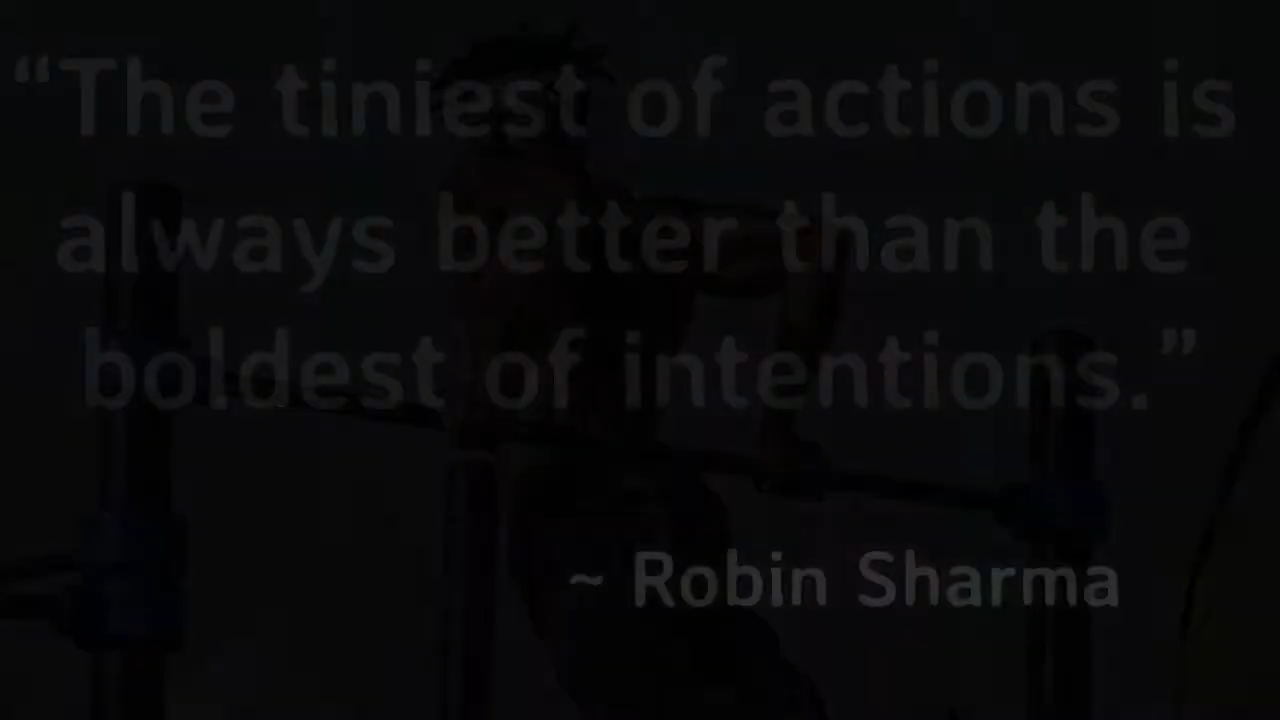 “The tiniest of actions is
always better than the
boldest of intentions.”
~ Robin Sharma